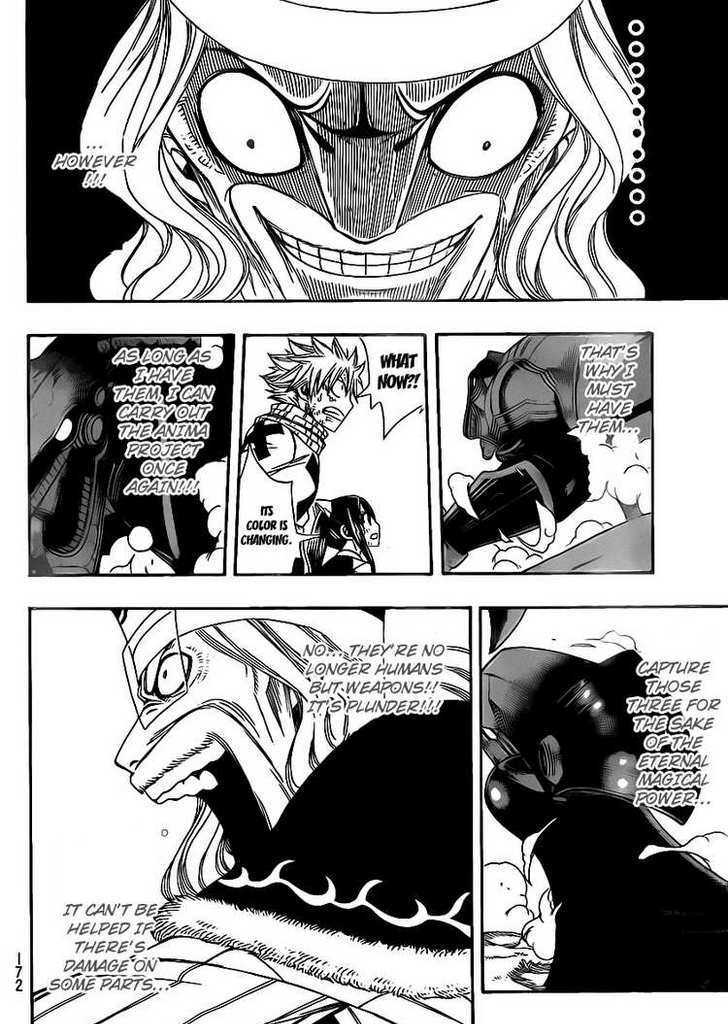 ...
HOWEVER
!!!
THAT'S
WHY I
MUST
HAVE
THEM...
WHAT
NOW?!
ITS
COLOR IS
CHANGING.
AS LONG AS
I HAVE
THEM, I CAN
CARRY OUT
THE ANIMA
PROJECT
ONCE
AGAIN!!!
CAPTURE
THOSE
THREE FOR
THE SAKE
OF THE
ETERNAL
MAGICAL
POWER...
NO... THEY'RE NO
LONGER HUMANS
BUT WEAPONS!!
IT'S PLUNDER!!!
IT CAN'T BE
HELPED IF
THERE'S
DAMAGE ON
SOME PARTS...
172